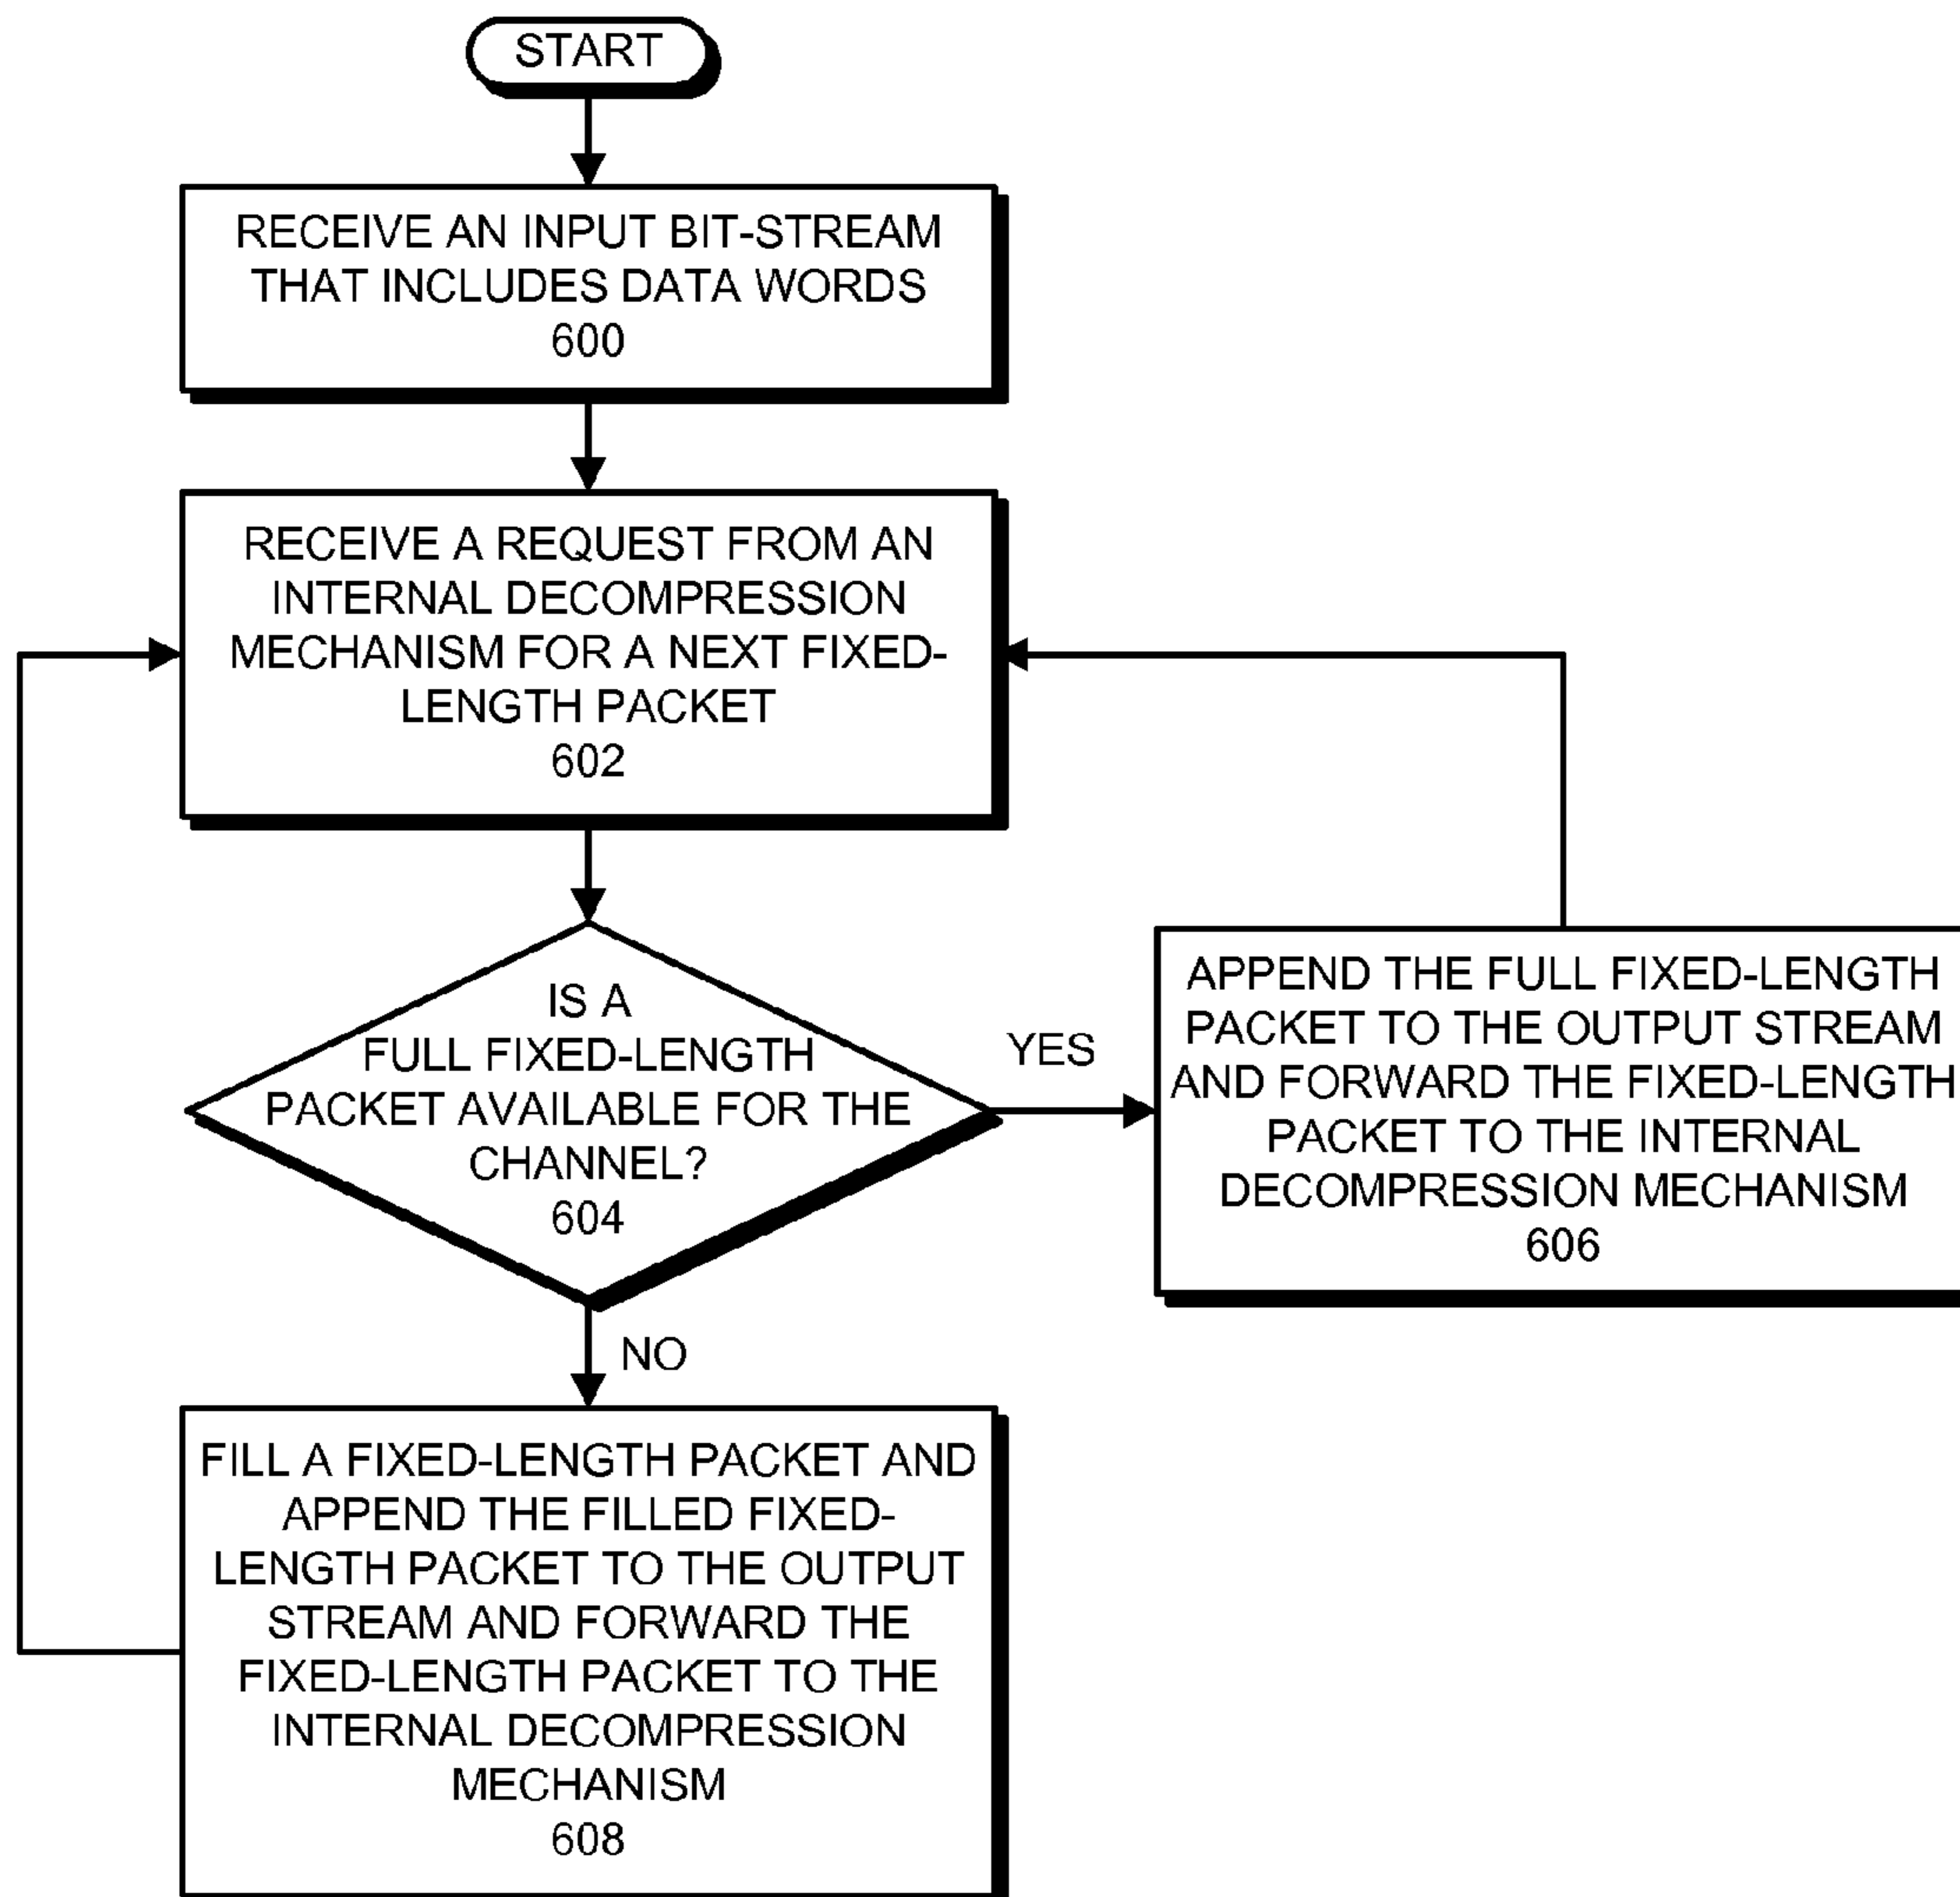 START
RECEIVE AN INPUT BIT-STREAM
THAT INCLUDES DATA WORDS
600
RECEIVE A REQUEST FROM AN
INTERNAL DECOMPRESSION
MECHANISM FOR A NEXT FIXED-
LENGTH PACKET
602
IS A
FULL FIXED-LENGTH
PACKET AVAILABLE FOR THE
CHANNEL?
604
YES
APPEND THE FULL FIXED-LENGTH
PACKET TO THE OUTPUT STREAM
AND FORWARD THE FIXED-LENGTH
PACKET TO THE INTERNAL
DECOMPRESSION MECHANISM
606
NO
FILL A FIXED-LENGTH PACKET AND
APPEND THE FILLED FIXED-
LENGTH PACKET TO THE OUTPUT
STREAM AND FORWARD THE
FIXED-LENGTH PACKET TO THE
INTERNAL DECOMPRESSION
MECHANISM
608